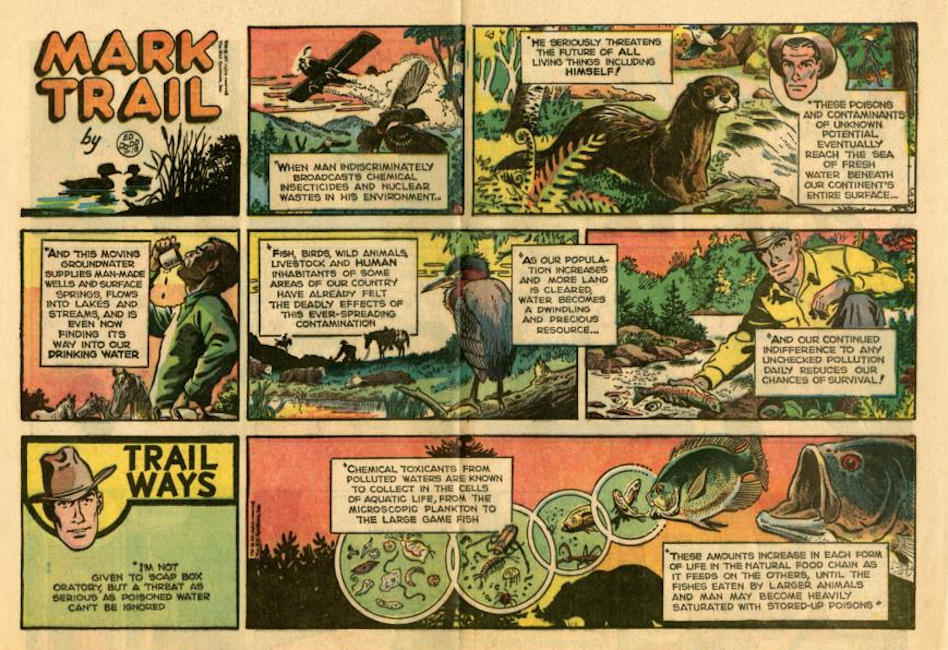 MARK
TRAIL
by
ED
DODD
"WHEN MAN INDISCRIMINATELY
BROADCASTS CHEMICAL
INSECTICIDES AND NUCLEAR
WASTES IN HIS ENVIRONMENT...
"HE SERIOUSLY THREATENS
THE FUTURE OF ALL
LIVING THINGS INCLUDING
HIMSELF!
"THESE POISONS
AND CONTAMINANTS
OF UNKNOWN
POTENTIAL
EVENTUALLY
REACH THE SEA
OF FRESH
WATER BENEATH
OUR CONTINENT'S
ENTIRE SURFACE...
"AND THIS MOVING
GROUNDWATER
SUPPLIES MAN-MADE
WELLS AND SURFACE
SPRINGS, FLOWS
INTO LAKES AND
STREAMS, AND IS
EVEN NOW
FINDING ITS
WAY INTO OUR
DRINKING WATER
"FISH, BIRDS, WILD ANIMALS,
LIVESTOCK AND HUMAN
INHABITANTS OF SOME
AREAS OF OUR COUNTRY
HAVE ALREADY FELT
THE DEADLY EFFECTS OF
THIS EVER-SPREADING
CONTAMINATION
"AS OUR POPULA-
TION INCREASES
AND MORE LAND
IS CLEARED,
WATER BECOMES
A DWINDLING
AND PRECIOUS
RESOURCE...
"AND OUR CONTINUED
INDIFFERENCE TO ANY
UNCHECKED POLLUTION
DAILY REDUCES OUR
CHANCES OF SURVIVAL!
TRAIL
WAYS
"I'M NOT
GIVEN TO SOAP BOX
ORATORY, BUT A THREAT AS
SERIOUS AS POISONED WATER
CAN'T BE IGNORED
"CHEMICAL TOXICANTS FROM
POLLUTED WATERS ARE KNOWN
TO COLLECT IN THE CELLS
OF AQUATIC LIFE, FROM THE
MICROSCOPIC PLANKTON TO
THE LARGE GAME FISH
"THESE AMOUNTS INCREASE IN EACH FORM
OF LIFE IN THE NATURAL FOOD CHAIN AS
IT FEEDS ON THE OTHERS, UNTIL THE
FISHES EATEN BY LARGER ANIMALS
AND MAN MAY BECOME HEAVILY
SATURATED WITH STORED-UP POISONS"